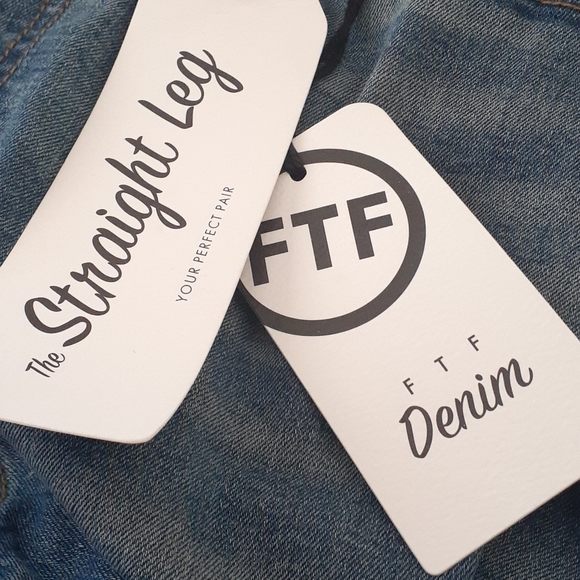 The Straight Leg
YOUR PERFECT PAIR
FTF
FTF
Denim